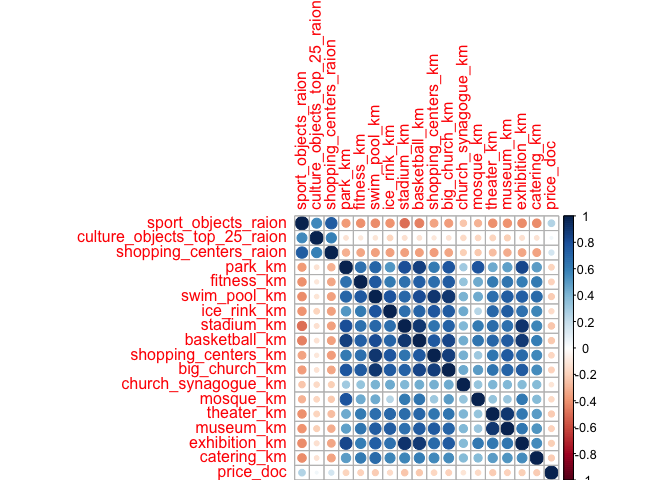 sport_objects_raion
culture_objects_top_25_raion
shopping_centers_raion
park_km
fitness_km
swim_pool_km
ice_rink_km
stadium_km
basketball_km
shopping_centers_km
big_church_km
church_synagogue_km
mosque_km
theater_km
museum_km
exhibition_km
catering_km
price_doc
sport_objects_raion
culture_objects_top_25_raion
shopping_centers_raion
park_km
fitness_km
swim_pool_km
ice_rink_km
stadium_km
basketball_km
shopping_centers_km
big_church_km
church_synagogue_km
mosque_km
theater_km
museum_km
exhibition_km
catering_km
price_doc
1
0.8
0.6
0.4
0.2
0
-0.2
-0.4
-0.6
-0.8
-1